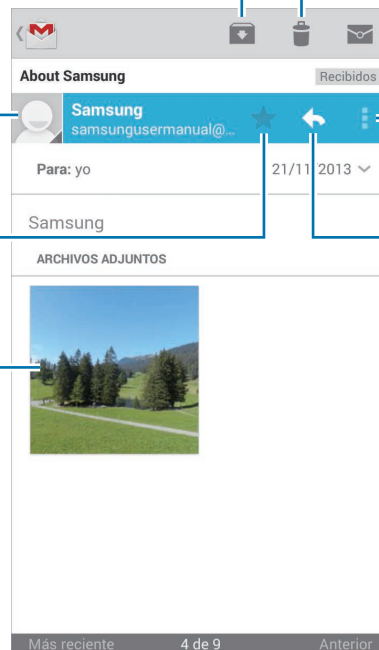 About Samsung
Recibidos
Samsung
samsungusermanual@...
Para: yo
21/11/2013
Samsung
ARCHIVOS ADJUNTOS
Más reciente
4 de 9
Anterior